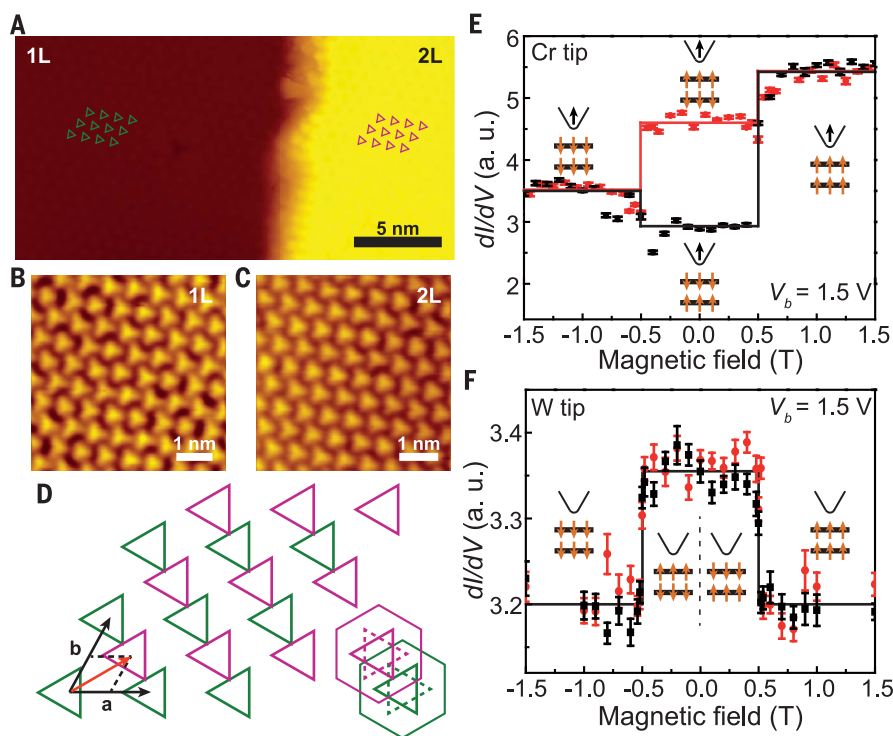 A
1L
2L
5 nm
B
1L
1 nm
C
2L
1 nm
D
b
a
E
Cr tip
dI/dV (a. u.)
6
5
4
3
2
V_b = 1.5 V
-1.5 -1.0 -0.5 0.0 0.5 1.0 1.5
Magnetic field (T)
F
W tip
V_b = 1.5 V
dI/dV (a. u.)
3.4
3.3
3.2
-1.5 -1.0 -0.5 0.0 0.5 1.0 1.5
Magnetic field (T)